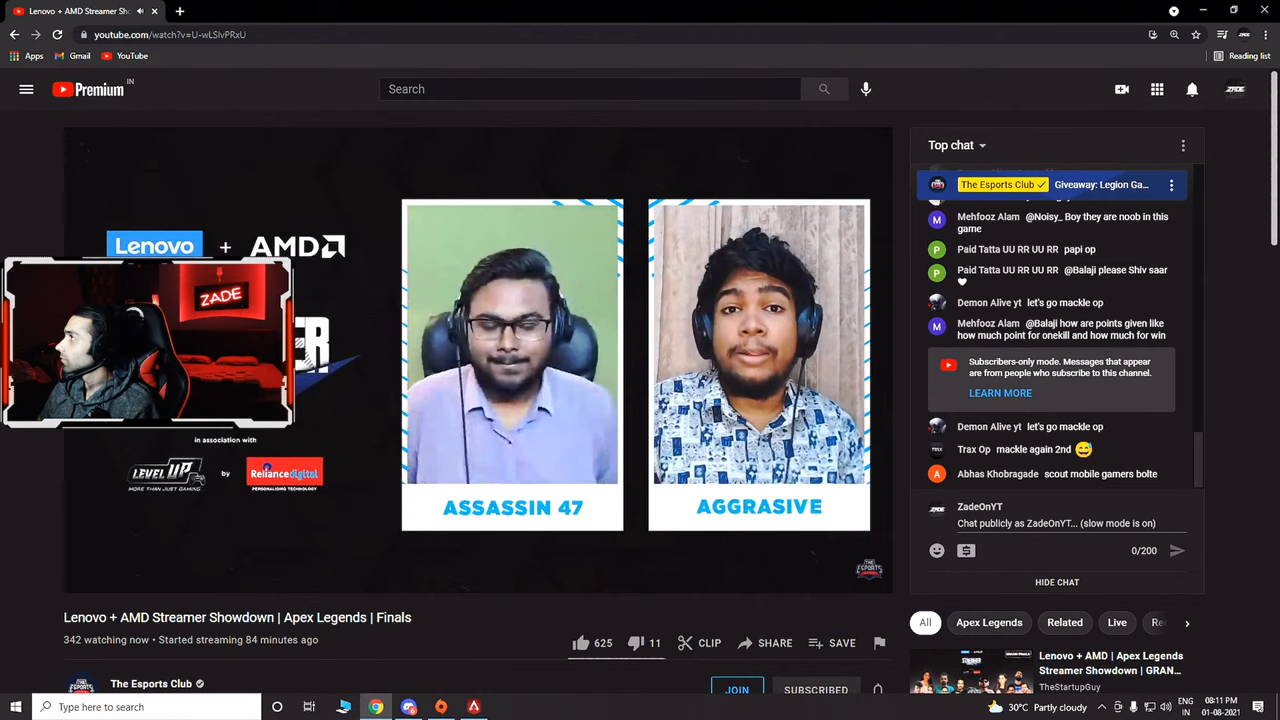 Lenovo + AMD Streamer Sho
youtube.com/watch?v=U-wLSlvPRxU
Apps
Gmail
YouTube
Reading list
Premium
IN
Search
ZADE
Lenovo + AMD
ZADE
in association with
LEVEL UP
MORE THAN JUST GAMING
by
Reliance digital
PERSONALISING TECHNOLOGY
ASSASSIN 47
AGGRASIVE
THE ESPORTS
Top chat
The Esports Club
Giveaway: Legion Ga...
Mehfooz Alam @Noisy_ Boy they are noob in this
game
Paid Tatta UU RR UU RR papi op
Paid Tatta UU RR UU RR @Balaji please Shiv saar
Demon Alive yt let's go mackle op
Mehfooz Alam @Balaji how are points given like
how much point for onekill and how much for win
Subscribers-only mode. Messages that appear
are from people who subscribe to this channel.
LEARN MORE
Demon Alive yt let's go mackle op
Trax Op mackle again 2nd 😅
Abhas Khobragade scout mobile gamers bolte
ZadeOnYT
Chat publicly as ZadeOnYT... (slow mode is on)
0/200
HIDE CHAT
Lenovo + AMD Streamer Showdown | Apex Legends | Finals
342 watching now • Started streaming 84 minutes ago
625
11
CLIP
SHARE
SAVE
The Esports Club
JOIN
SUBSCRIBED
All
Apex Legends
Related
Live
Re
Lenovo + AMD | Apex Legends
Streamer Showdown | GRAN...
TheStartupGuy
Type here to search
30°C Partly cloudy
ENG
IN
08:11 PM
01-08-2021